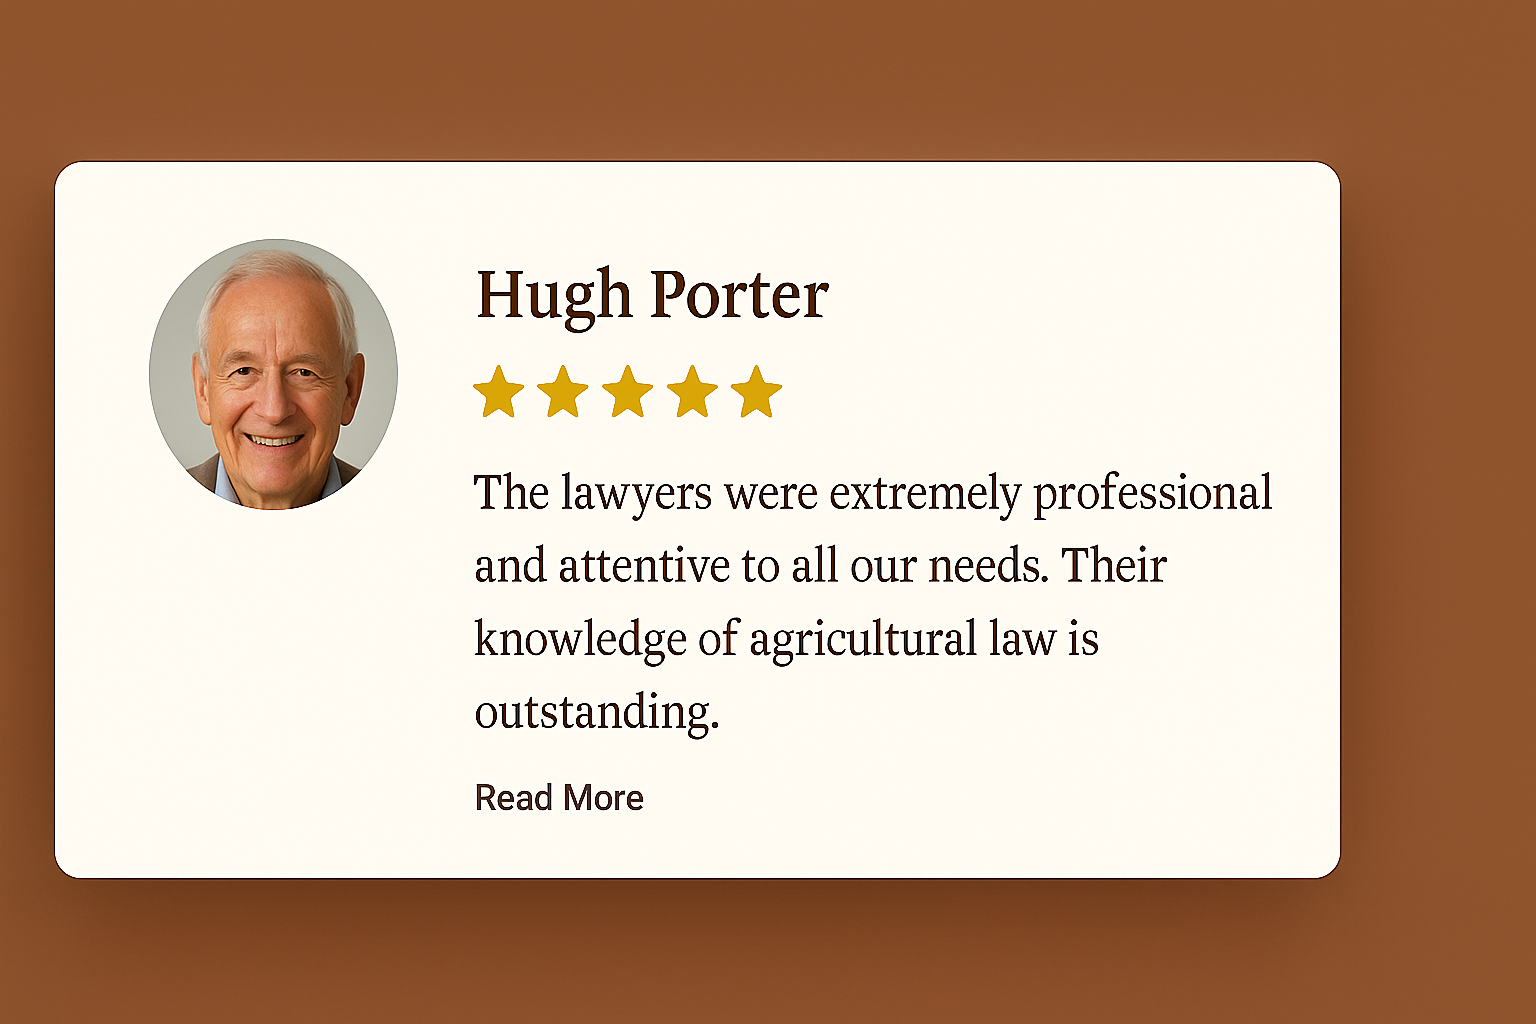 Hugh Porter
The lawyers were extremely professional
and attentive to all our needs. Their
knowledge of agricultural law is
outstanding.
Read More